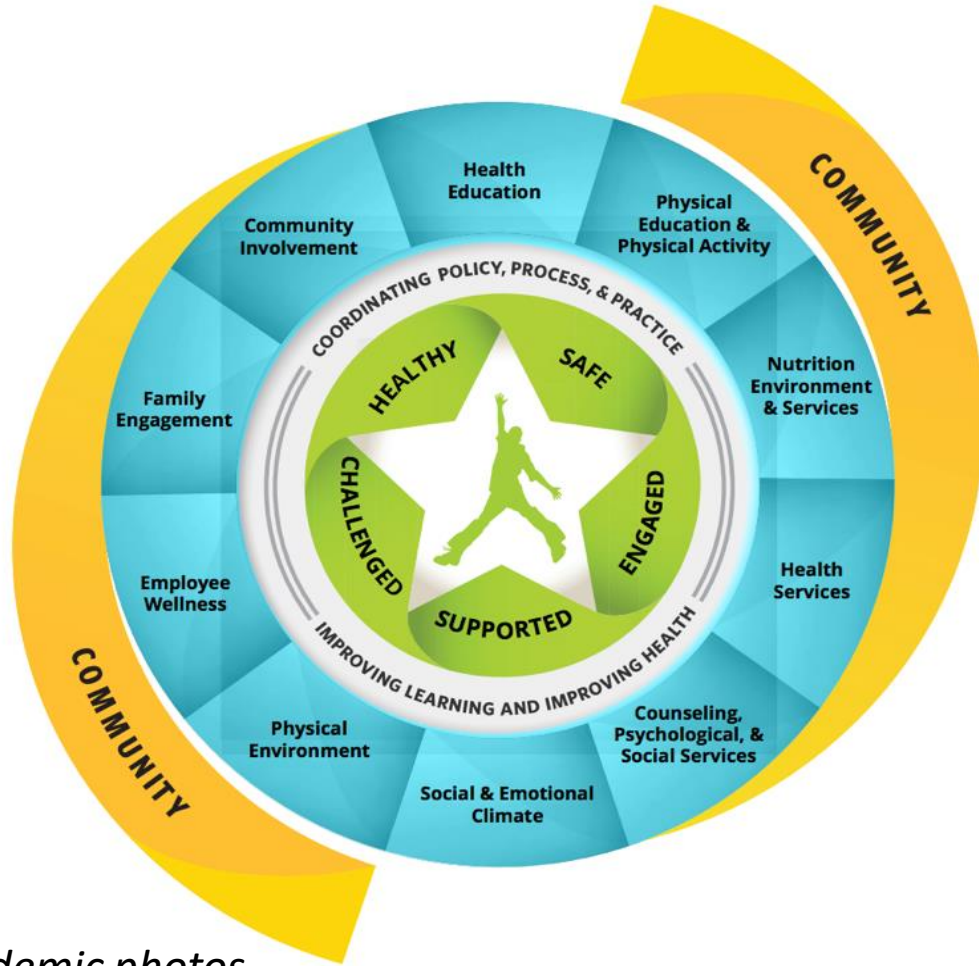 COMMUNITY
Health
Education
Physical
Education &
Physical Activity
Nutrition
Environment
& Services
Health
Services
Counseling,
Psychological, &
Social Services
Social & Emotional
Climate
Physical
Environment
Employee
Wellness
Family
Engagement
Community
Involvement
COORDINATING POLICY, PROCESS, & PRACTICE
IMPROVING LEARNING AND IMPROVING HEALTH
HEALTHY
SAFE
ENGAGED
SUPPORTED
CHALLENGED
COMMUNITY
photos